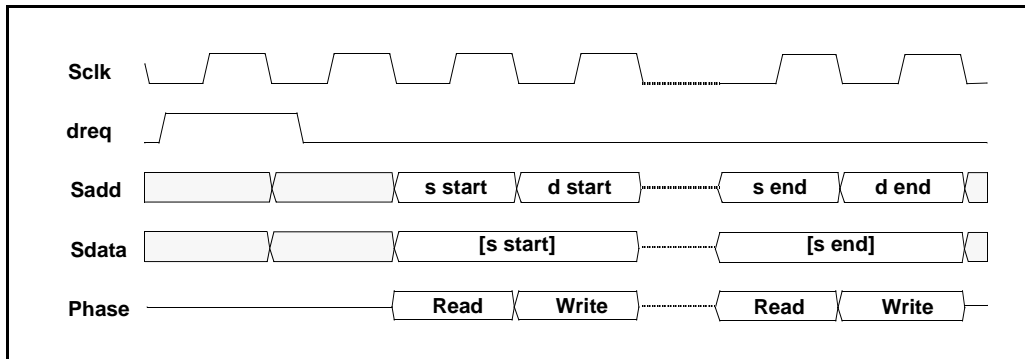 Sclk
dreq
Sadd s start d start s end d end
Sdata [s start] [s end]
Phase Read Write Read Write